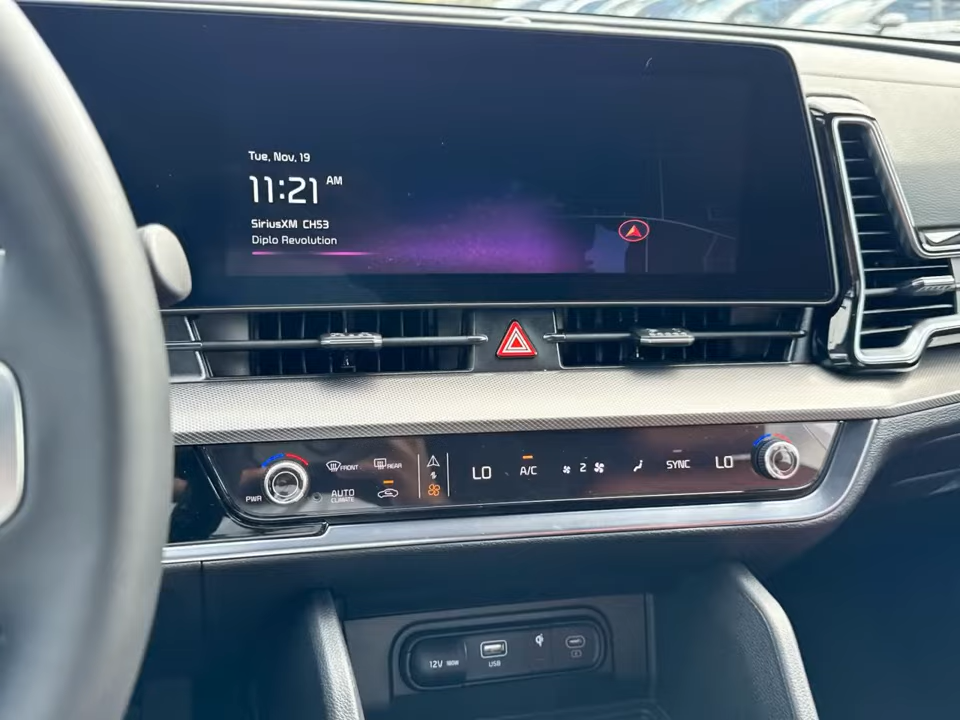 Tue, Nov. 19
11:21 AM
SiriusXM CH53
Diplo Revolution
PWR
FRONT
REAR
AUTO
CLIMATE
LO
A/C
2
SYNC
LO
12V 180W
USB